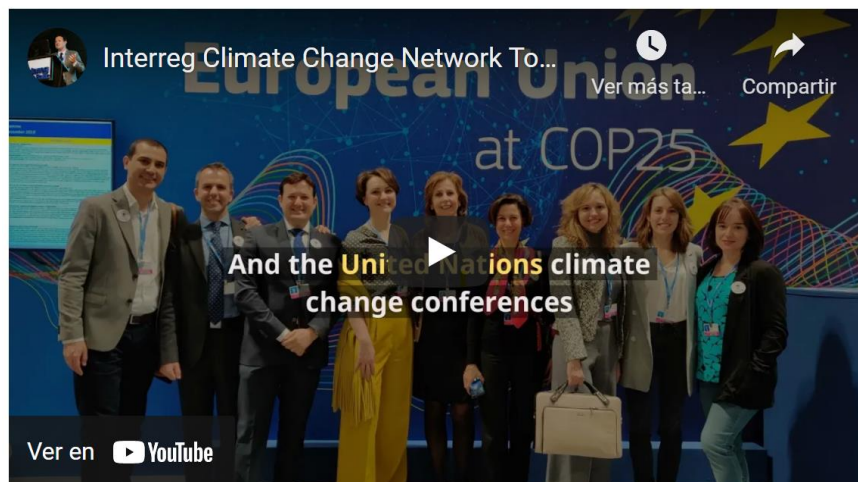 Interreg Climate Change Network To...
Ver más ta...
Compartir
European Union
at COP25
And the United Nations climate
change conferences
Ver en YouTube